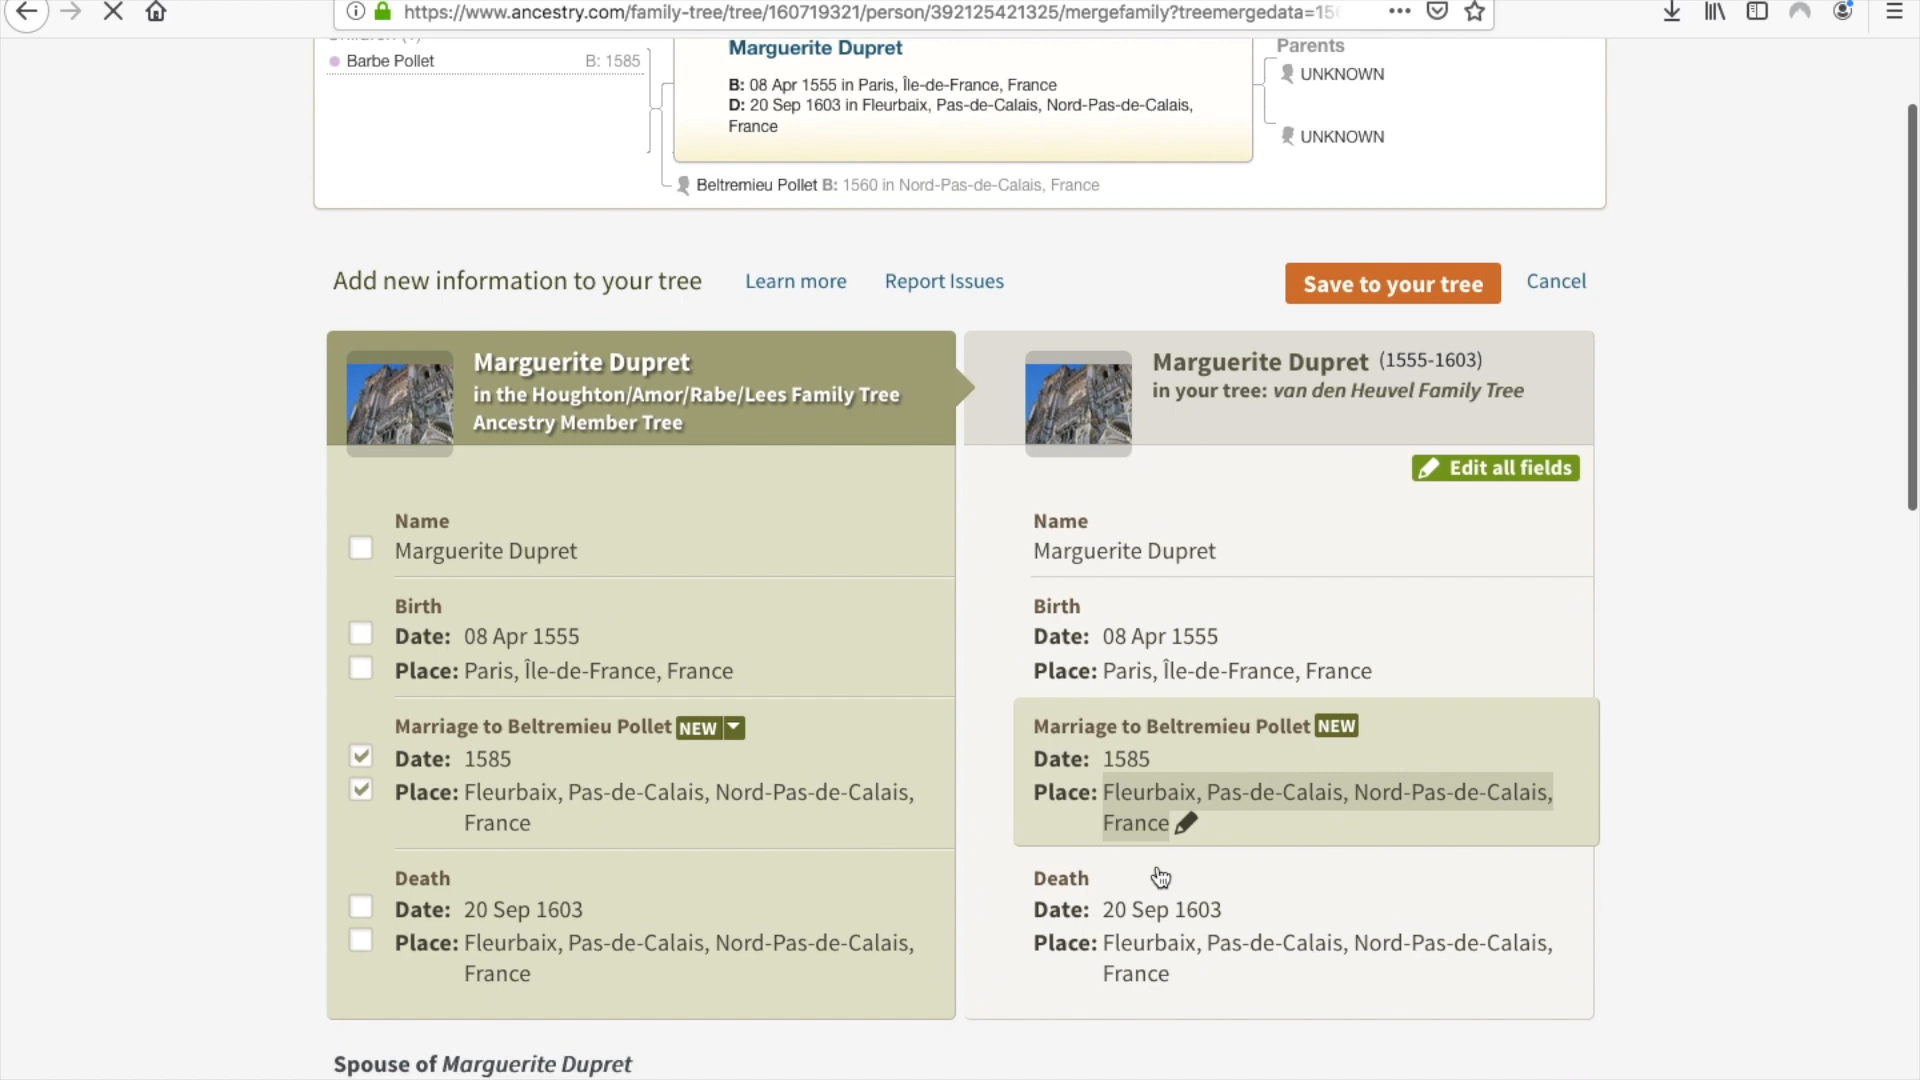 https://www.ancestry.com/family-tree/tree/160719321/person/392125421325/mergefamily?treemergedata=15
Barbe Pollet B: 1585
Marguerite Dupret
B: 08 Apr 1555 in Paris, Île-de-France, France
D: 20 Sep 1603 in Fleurbaix, Pas-de-Calais, Nord-Pas-de-Calais,
France
Parents
UNKNOWN
UNKNOWN
Beltremieu Pollet B: 1560 in Nord-Pas-de-Calais, France
Add new information to your tree Learn more Report Issues Save to your tree Cancel
Marguerite Dupret
in the Houghton/Amor/Rabe/Lees Family Tree
Ancestry Member Tree
Name
Marguerite Dupret
Birth
Date: 08 Apr 1555
Place: Paris, Île-de-France, France
Marriage to Beltremieu Pollet NEW
Date: 1585
Place: Fleurbaix, Pas-de-Calais, Nord-Pas-de-Calais,
France
Death
Date: 20 Sep 1603
Place: Fleurbaix, Pas-de-Calais, Nord-Pas-de-Calais,
France
Marguerite Dupret (1555-1603)
in your tree: van den Heuvel Family Tree
Edit all fields
Name
Marguerite Dupret
Birth
Date: 08 Apr 1555
Place: Paris, Île-de-France, France
Marriage to Beltremieu Pollet NEW
Date: 1585
Place: Fleurbaix, Pas-de-Calais, Nord-Pas-de-Calais,
France
Death
Date: 20 Sep 1603
Place: Fleurbaix, Pas-de-Calais, Nord-Pas-de-Calais,
France
Spouse of Marguerite Dupret